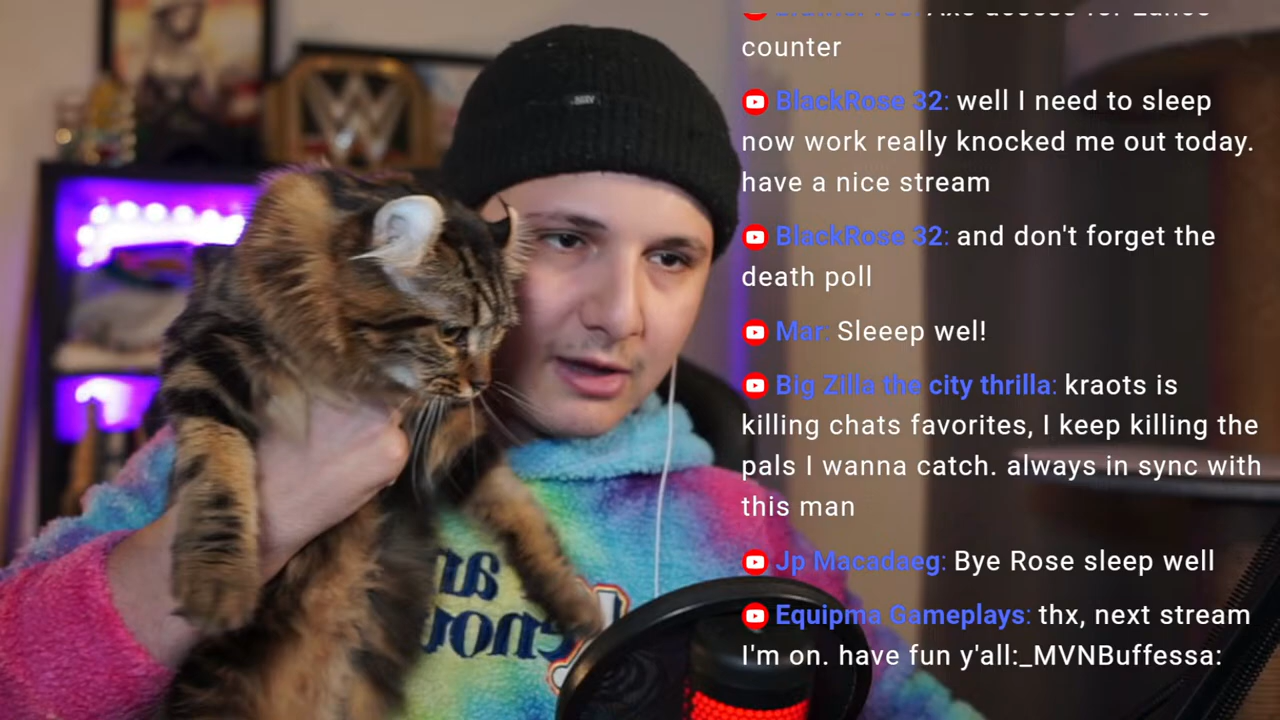 counter
BlackRose 32: well I need to sleep
now work really knocked me out today.
have a nice stream
BlackRose 32: and don't forget the
death poll
Mar: Sleeep wel!
Big Zilla the city thrilla: kraots is
killing chats favorites, I keep killing the
pals I wanna catch. always in sync with
this man
Jp Macadaeg: Bye Rose sleep well
Equipma Gameplays: thx, next stream
I'm on. have fun y'all:_MVNBuffessa:
W